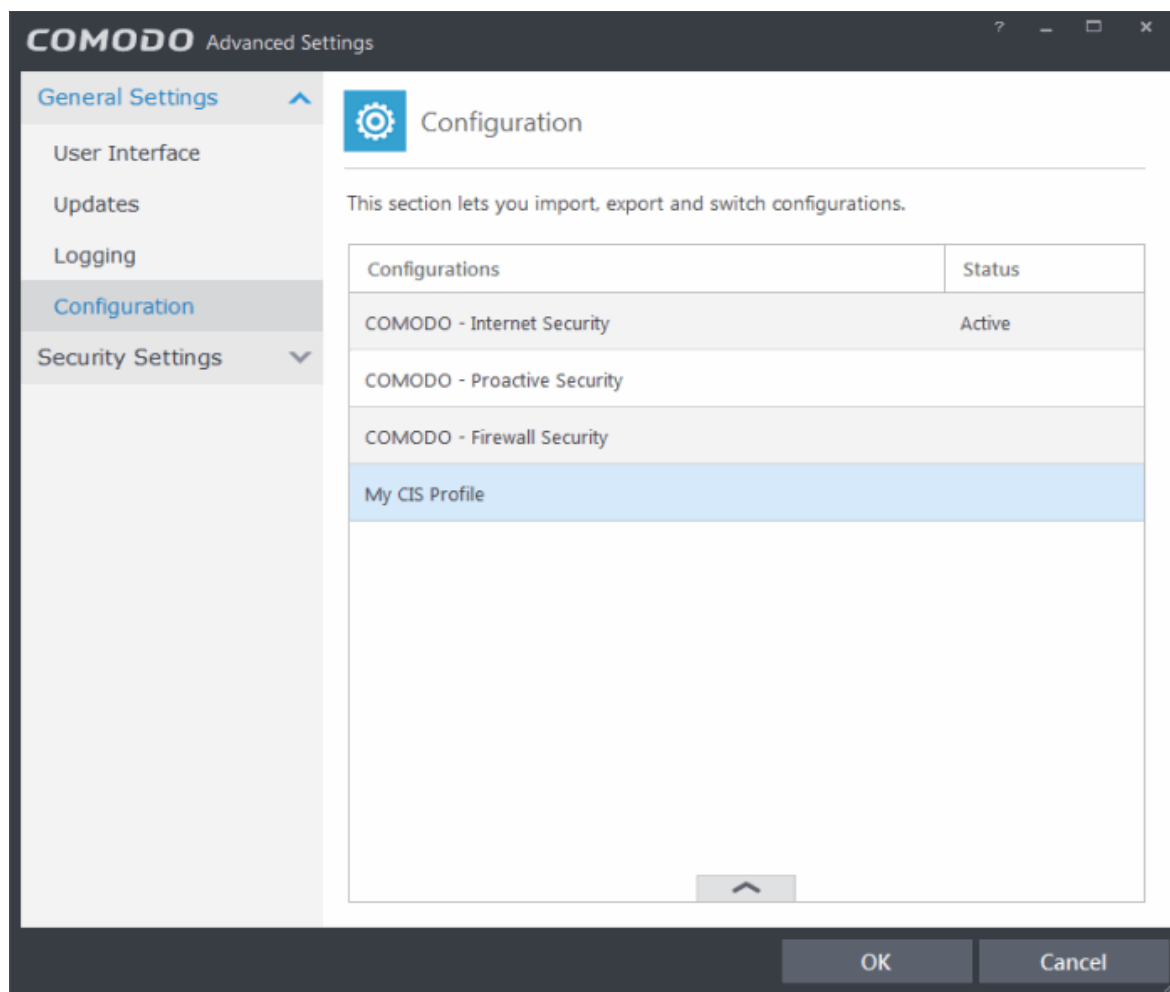 COMODO Advanced Settings
?
General Settings
User Interface
Updates
Logging
Configuration
Security Settings
Configuration
This section lets you import, export and switch configurations.
Configurations Status
COMODO - Internet Security Active
COMODO - Proactive Security
COMODO - Firewall Security
My CIS Profile
OK Cancel